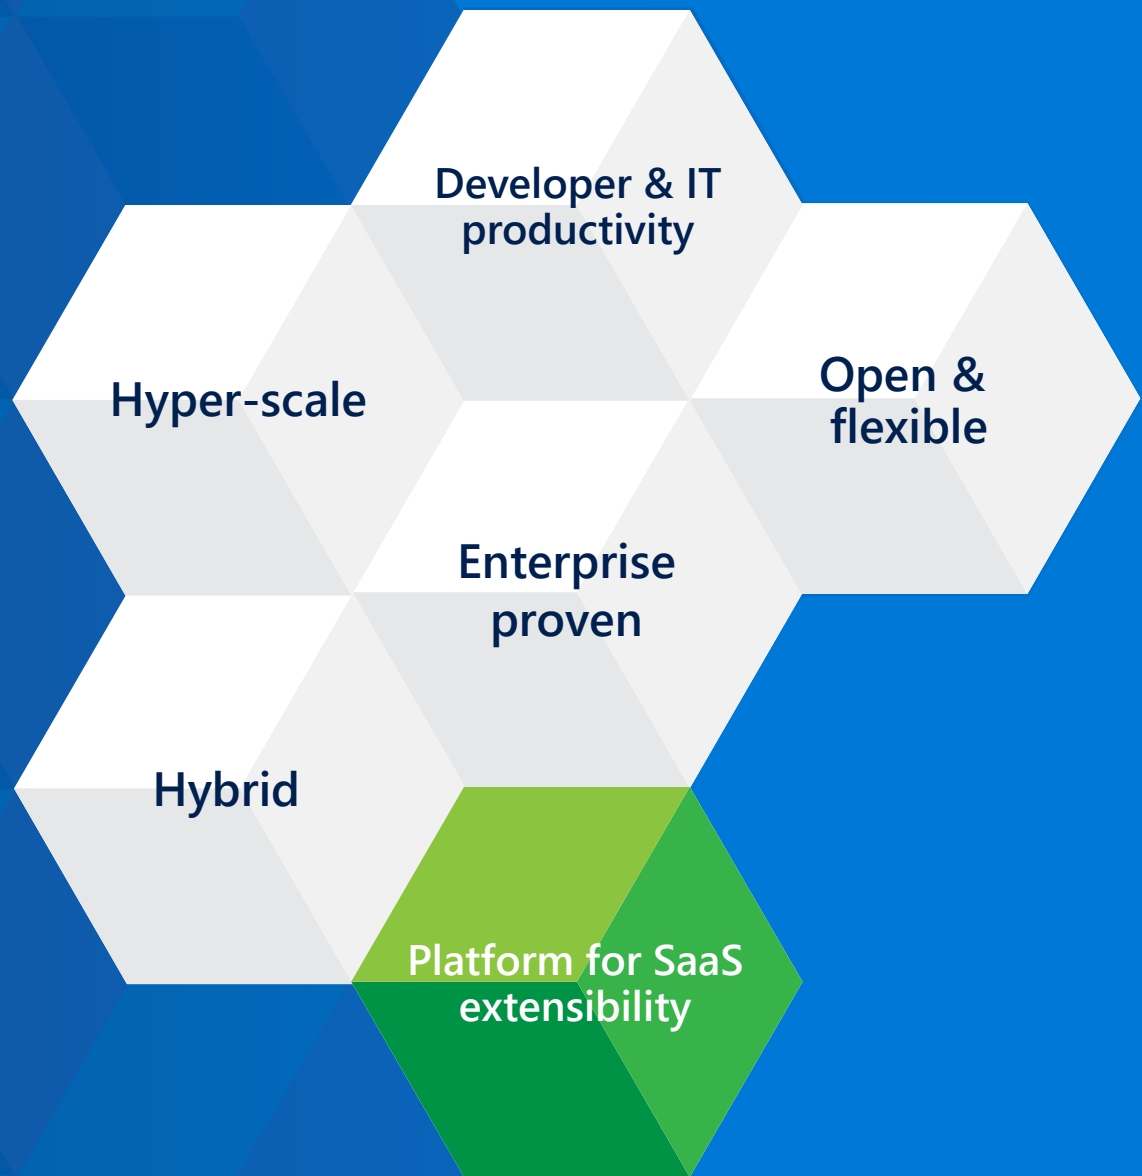 Developer & IT
productivity
Hyper-scale
Open &
flexible
Enterprise
proven
Hybrid
Platform for SaaS
extensibility